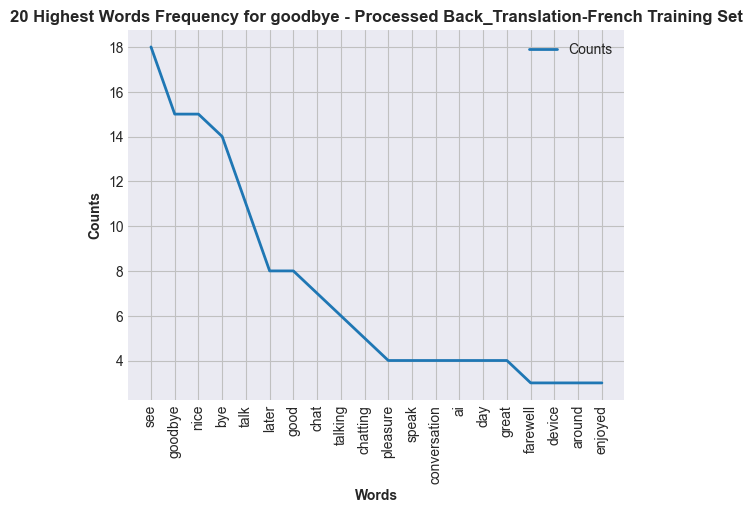 20 Highest Words Frequency for goodbye - Processed Back_Translation-French Training Set
Counts
18
16
14
12
10
8
6
4
Counts
see
goodbye
nice
bye
talk
later
good
chat
talking
chatting
pleasure
speak
conversation
ai
day
great
farewell
device
around
enjoyed
Words